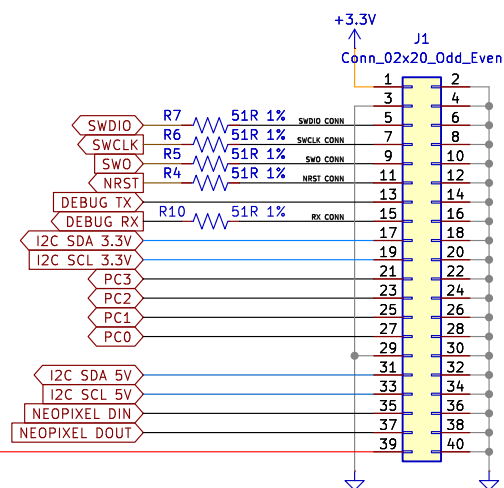 +3.3V
J1
Conn_02x20_Odd_Even
1 2
3 4
SWDIO R7 51R 1% SWDIO CONN 5 6
SWCLK R6 51R 1% SWCLK CONN 7 8
SWO R5 51R 1% SWO CONN 9 10
NRST R4 51R 1% NRST CONN 11 12
DEBUG TX 13 14
DEBUG RX R10 51R 1% RX CONN 15 16
I2C SDA 3.3V 17 18
I2C SCL 3.3V 19 20
PC3 21 22
PC2 23 24
PC1 25 26
PC0 27 28
29 30
I2C SDA 5V 31 32
I2C SCL 5V 33 34
NEOPIXEL DIN 35 36
NEOPIXEL DOUT 37 38
39 40